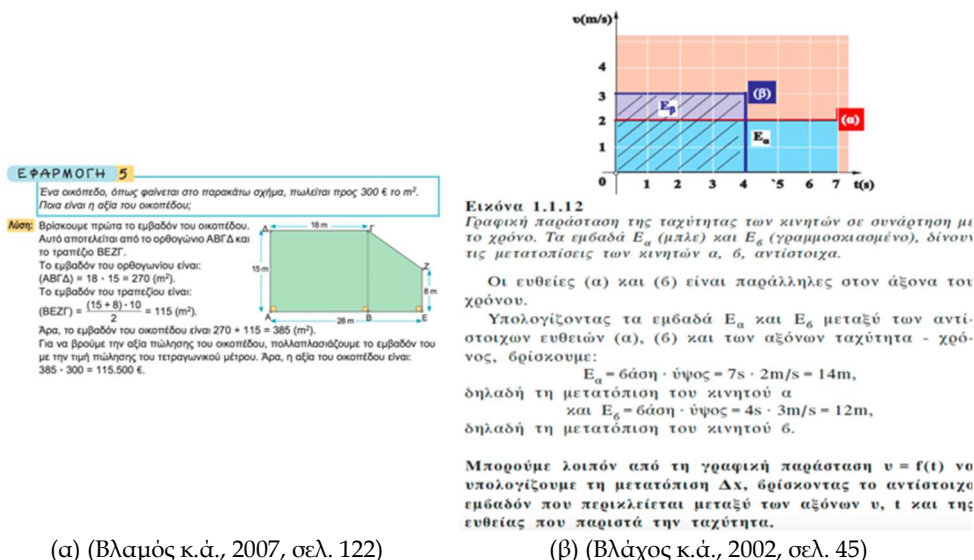 ΕΦΑΡΜΟΓΗ 5
Ένα οικόπεδο, όπως φαίνεται στο παρακάτω σχήμα, πωλείται προς 300 € το m².
Ποια είναι η αξία του οικοπέδου;
Λύση: Βρίσκουμε πρώτα το εμβαδόν του οικοπέδου.
Αυτό αποτελείται από το ορθογώνιο ΑΒΓΔ και
το τραπέζιο ΒΕΖΓ.
Το εμβαδόν του ορθογωνίου είναι:
(ΑΒΓΔ) = 18 · 15 = 270 (m²).
Το εμβαδόν του τραπεζίου είναι:
(ΒΕΖΓ) = (15 + 8) · 10 / 2 = 115 (m²).
Δ 18 m Γ
15 m
Ζ
8 m
Α Β Ε
28 m
Άρα, το εμβαδόν του οικοπέδου είναι 270 + 115 = 385 (m²).
Για να βρούμε την αξία πώλησης του οικοπέδου, πολλαπλασιάζουμε το εμβαδόν του
με την τιμή πώλησης του τετραγωνικού μέτρου. Άρα, η αξία του οικοπέδου είναι:
385 · 300 = 115.500 €.
(α) (Βλαμός κ.ά., 2007, σελ. 122)
υ(m/s)
4
3
2
1
0 1 2 3 4 5 6 7 t(s)
Εβ
(β)
(α)
Εα
Εικόνα 1.1.12
Γραφική παράσταση της ταχύτητας των κινητών σε συνάρτηση με
το χρόνο. Τα εμβαδά Εα (μπλε) και Εβ (γραμμοσκιασμένο), δίνουν
τις μετατοπίσεις των κινητών α, β, αντίστοιχα.
Οι ευθείες (α) και (β) είναι παράλληλες στον άξονα του
χρόνου.
Υπολογίζοντας τα εμβαδά Εα και Εβ μεταξύ των αντί-
στοιχων ευθειών (α), (β) και των αξόνων ταχύτητα - χρό-
νος, βρίσκουμε:
Εα = βάση · ύψος = 7s · 2m/s = 14m,
δηλαδή τη μετατόπιση του κινητού α
και Εβ = βάση · ύψος = 4s · 3m/s = 12m,
δηλαδή τη μετατόπιση του κινητού β.
Μπορούμε λοιπόν από τη γραφική παράσταση υ = f(t) να
υπολογίζουμε τη μετατόπιση Δx, βρίσκοντας το αντίστοιχο
εμβαδόν που περικλείεται μεταξύ των αξόνων υ, t και της
ευθείας που παριστά την ταχύτητα.
(β) (Βλάχος κ.ά., 2002, σελ. 45)